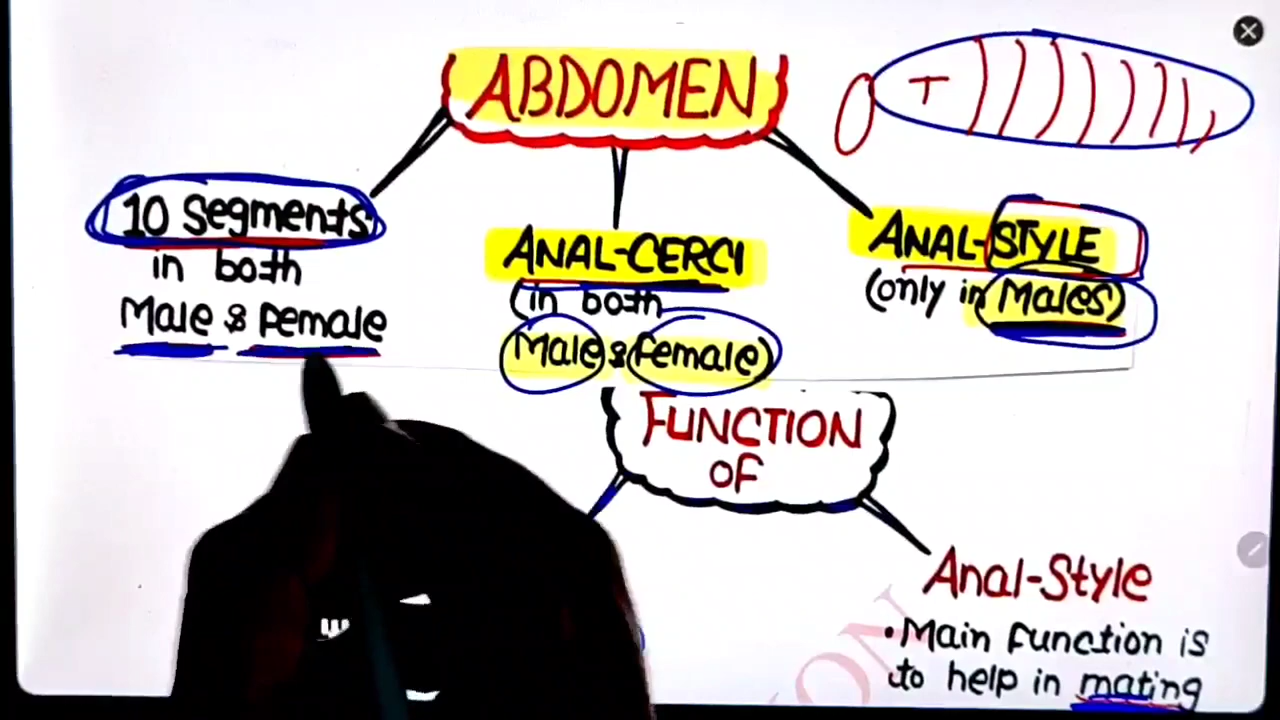 ABDOMEN
T
10 Segments
in both
Male & Female
ANAL-CERCI
(in both
Male & Female)
ANAL-STYLE
(only in Males)
FUNCTION
OF
Anal-Style
• Main function is
to help in mating